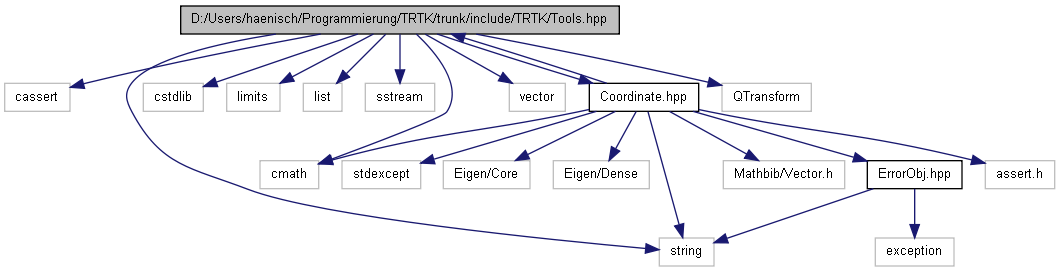 D:/Users/haenisch/Programmierung/TRTK/trunk/include/TRTK/Tools.hpp
cassert
cstdlib
limits
list
sstream
vector
Coordinate.hpp
QTransform
cmath
stdexcept
Eigen/Core
Eigen/Dense
Mathbib/Vector.h
ErrorObj.hpp
assert.h
string
exception